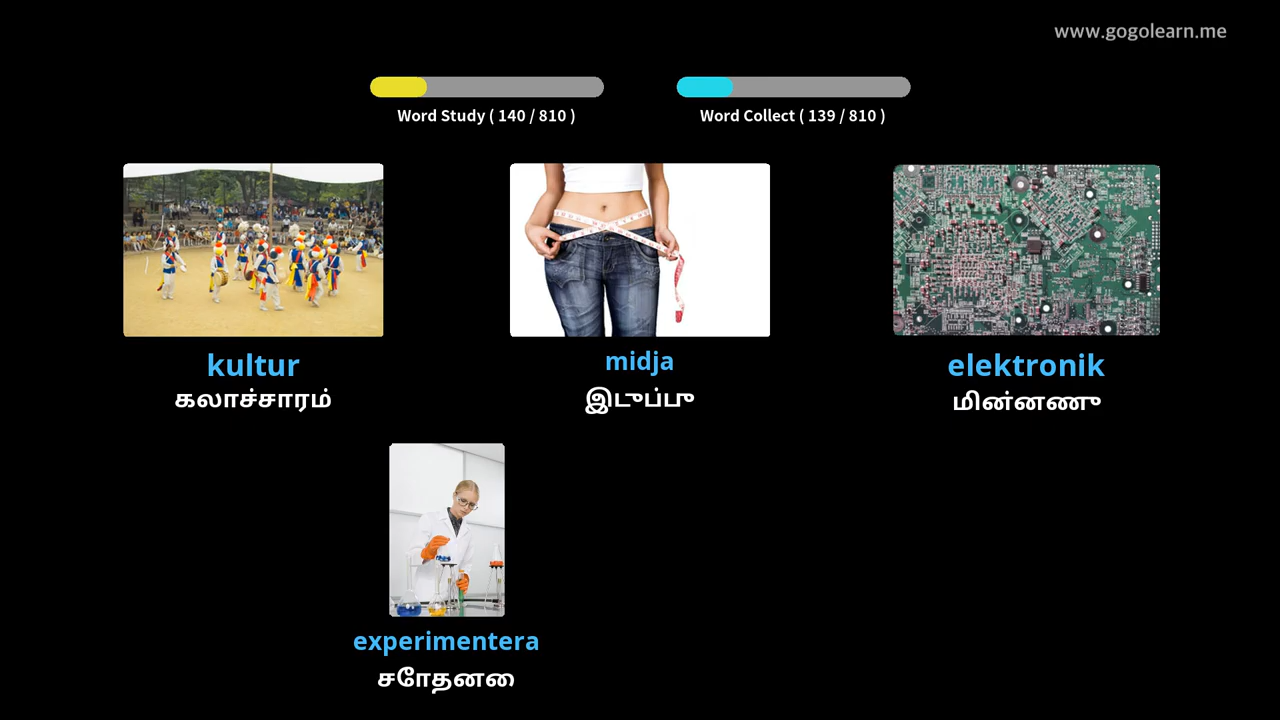 www.gogolearn.me
Word Study ( 140 / 810 )
Word Collect ( 139 / 810 )
kultur
கலாச்சாரம்
midja
இடுப்பு
elektronik
மின்னணு
experimentera
சோதனை